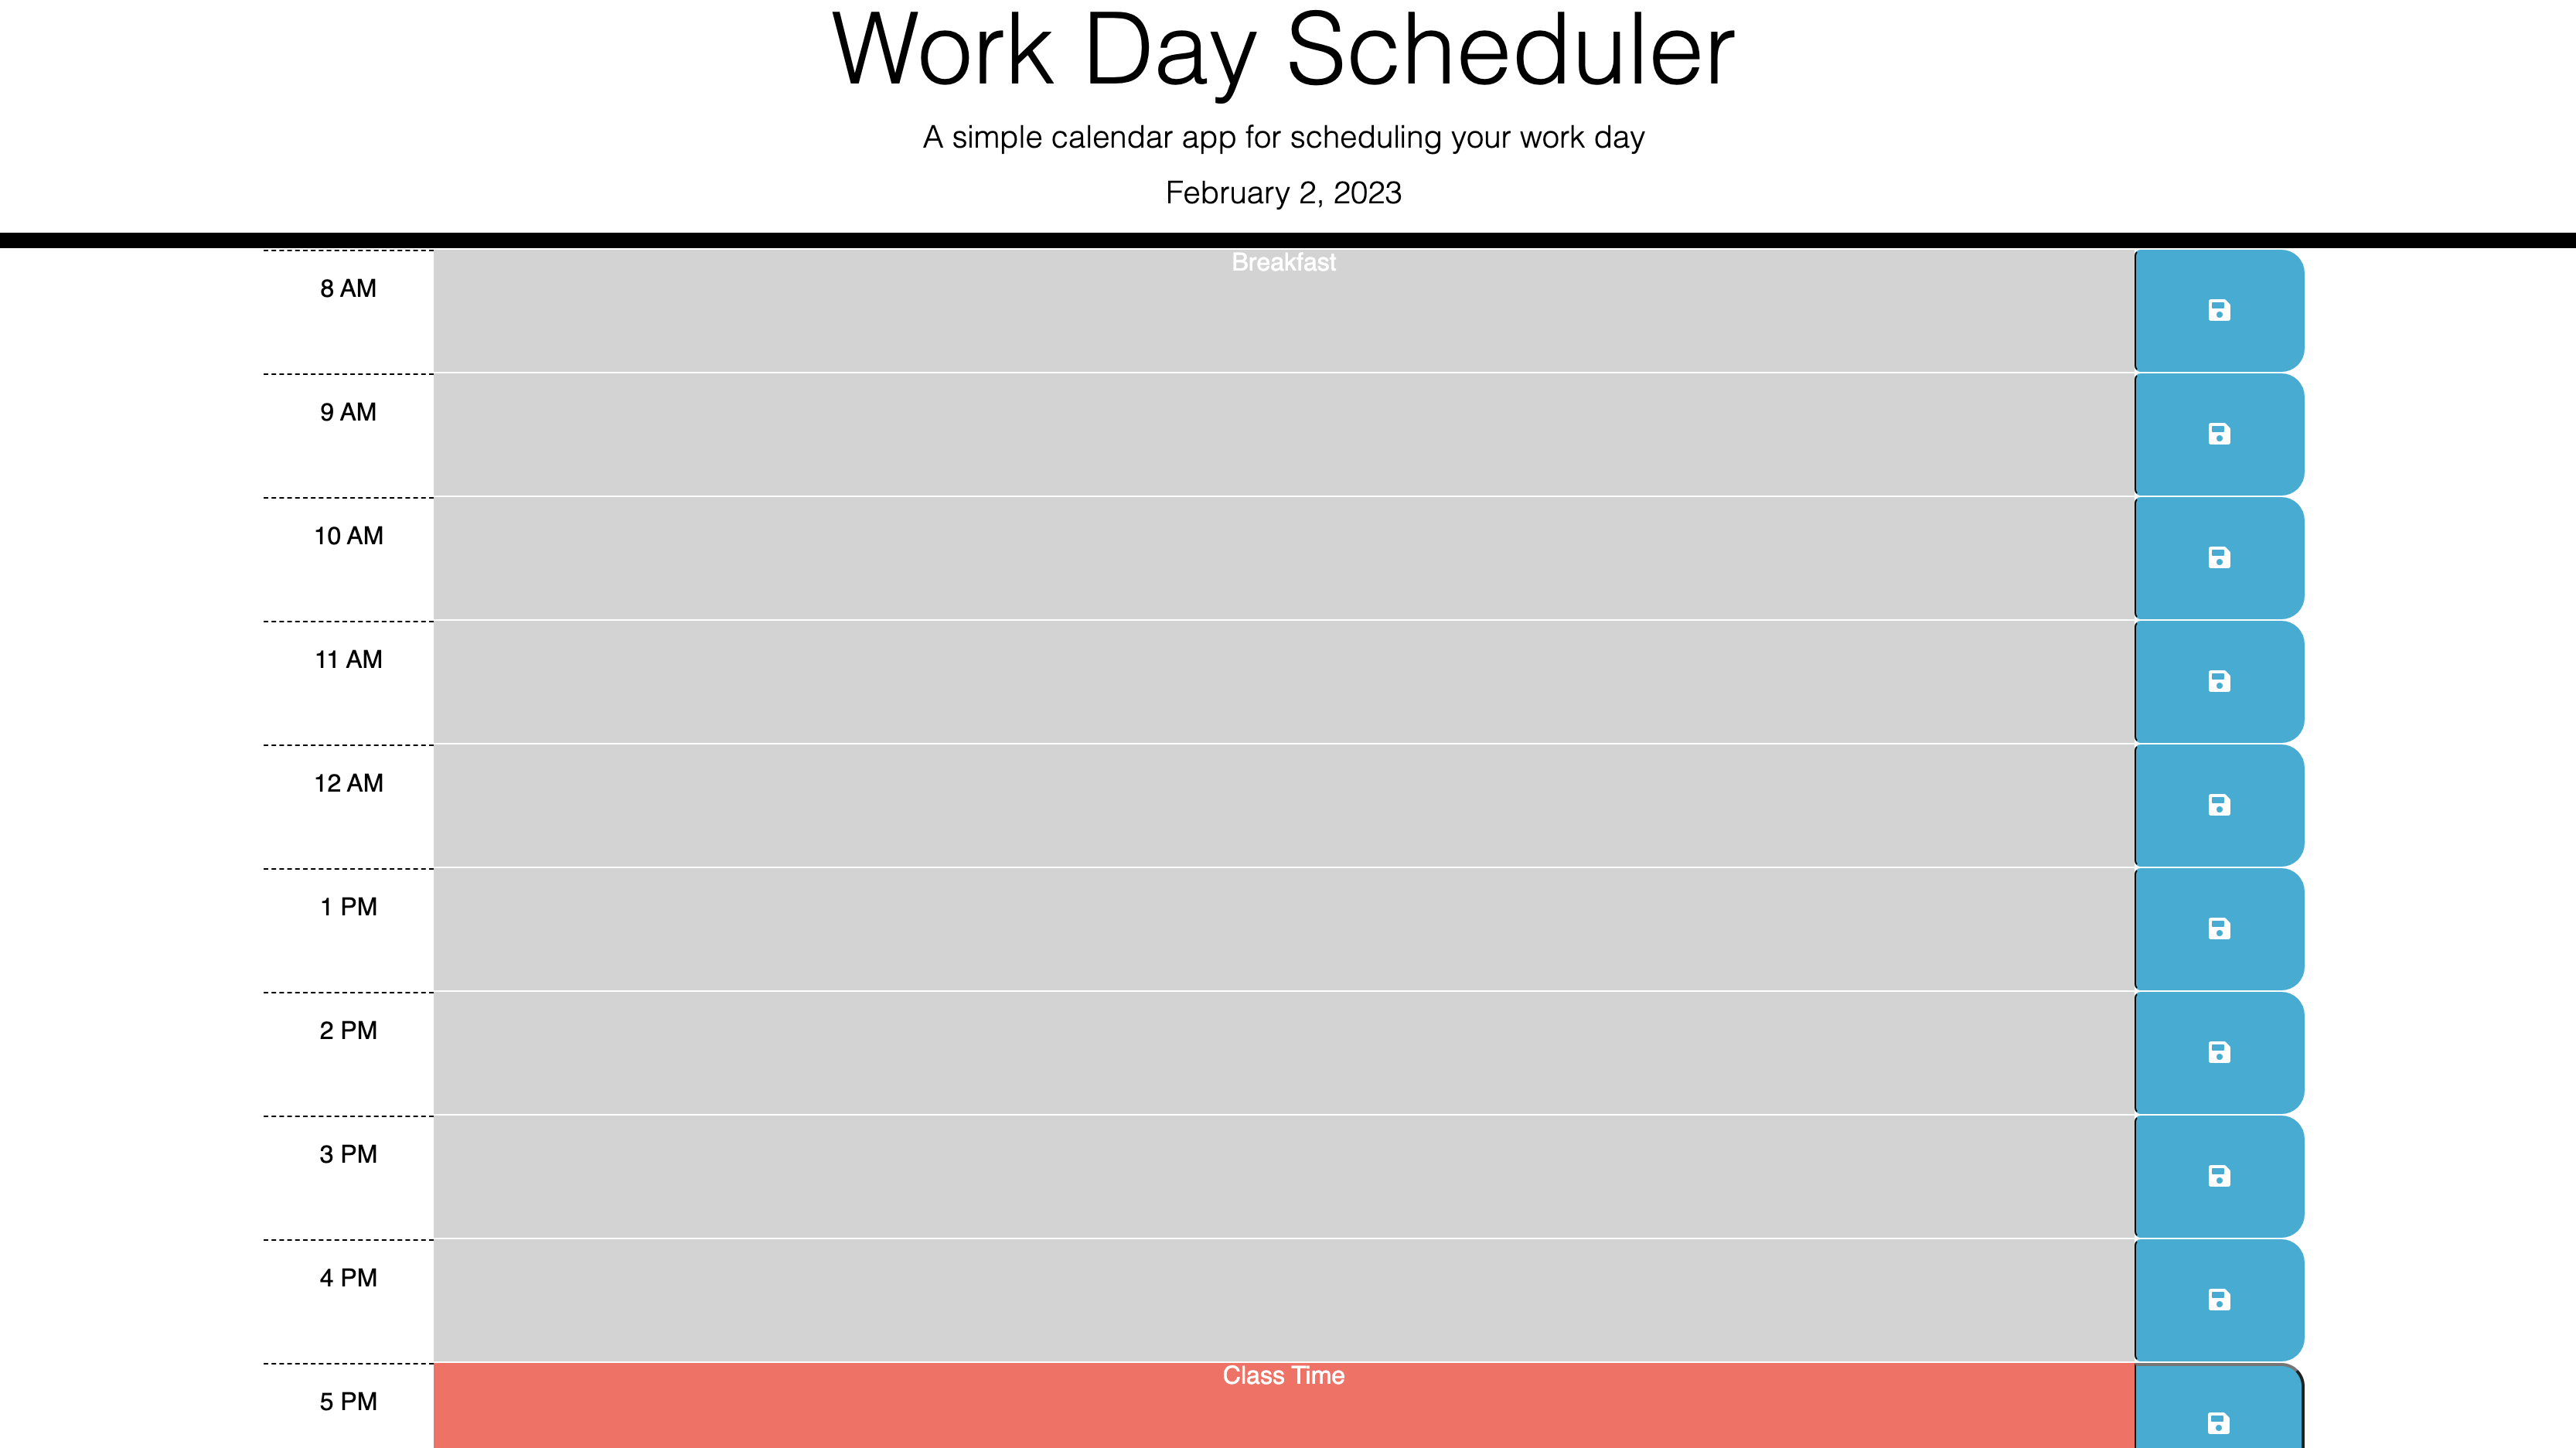 Work Day Scheduler
A simple calendar app for scheduling your work day
February 2, 2023
Breakfast
8 AM
9 AM
10 AM
11 AM
12 AM
1 PM
2 PM
3 PM
4 PM
Class Time
5 PM